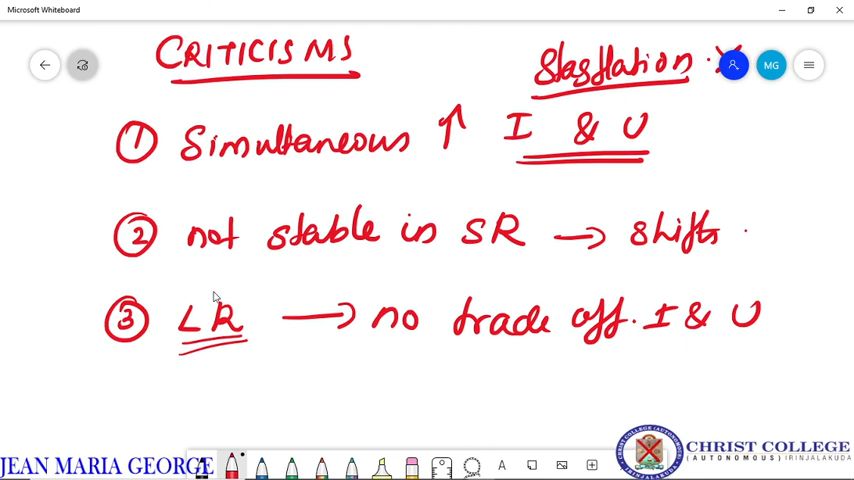 Microsoft Whiteboard
CRITICISMS
Stagflation
MG
① Simultaneous ↑ I & U
② not stable in SR → shifts
③ LR → no trade off. I & U
JEAN MARIA GEORGE
CHRIST COLLEGE
(AUTONOMOUS) IRINJALAKUDA